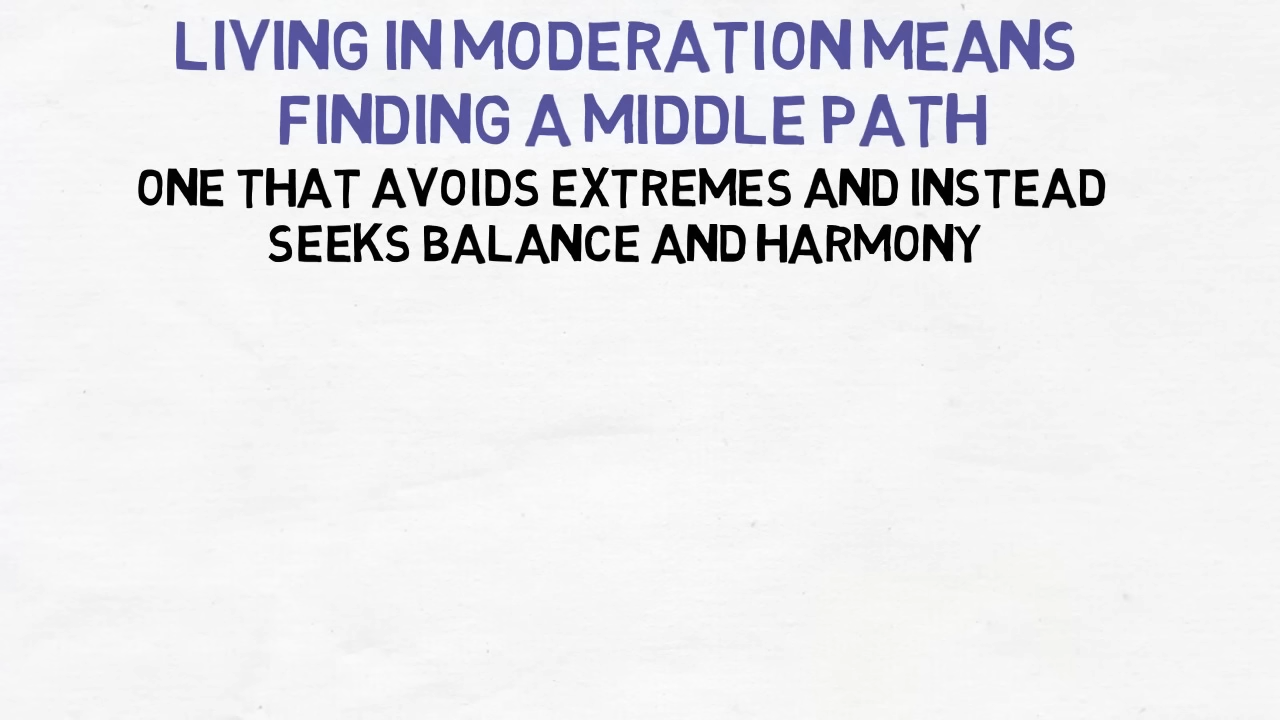 LIVING IN MODERATION MEANS
FINDING A MIDDLE PATH
ONE THAT AVOIDS EXTREMES AND INSTEAD
SEEKS BALANCE AND HARMONY